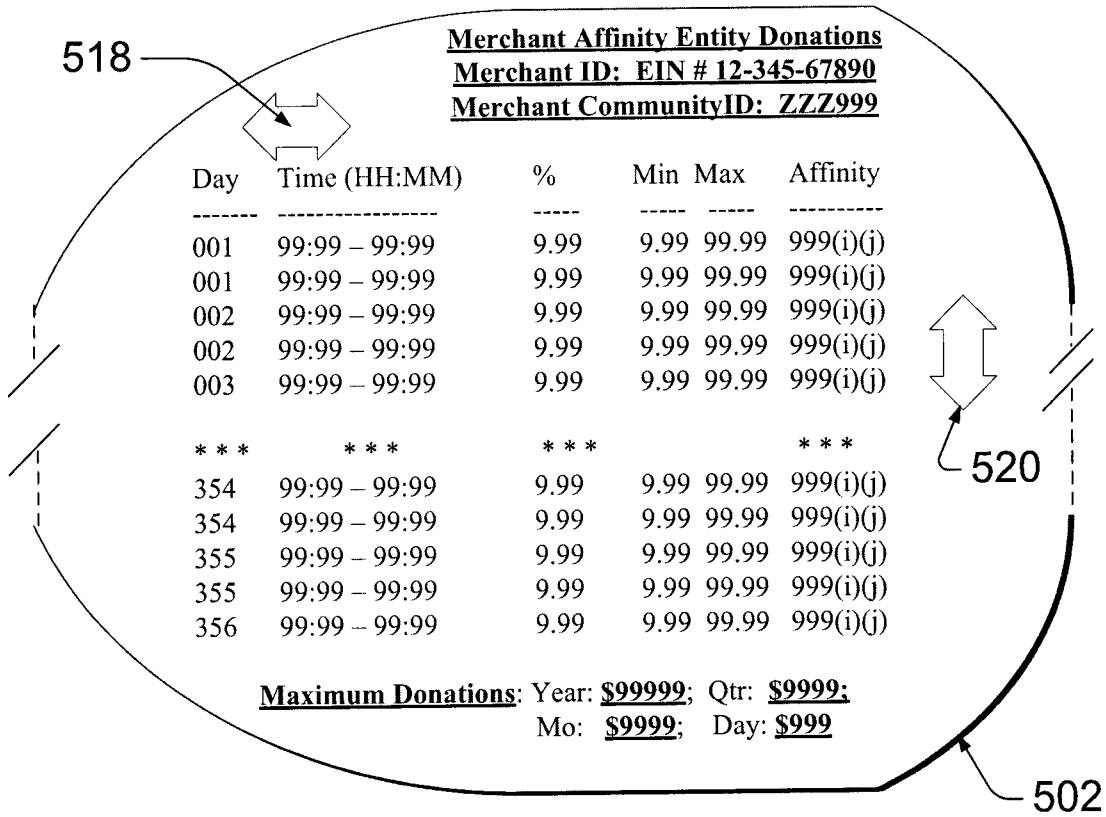 Merchant Affinity Entity Donations
518
Merchant ID: EIN # 12-345-67890
Merchant CommunityID: ZZZ999
Day Time (HH:MM) % Min Max Affinity
------- ----------------- ----- ----- ----- ----------
001 99:99 – 99:99 9.99 9.99 99.99 999(i)(j)
001 99:99 – 99:99 9.99 9.99 99.99 999(i)(j)
002 99:99 – 99:99 9.99 9.99 99.99 999(i)(j)
002 99:99 – 99:99 9.99 9.99 99.99 999(i)(j)
003 99:99 – 99:99 9.99 9.99 99.99 999(i)(j)
* * * * * * * * * * * *
520
354 99:99 – 99:99 9.99 9.99 99.99 999(i)(j)
354 99:99 – 99:99 9.99 9.99 99.99 999(i)(j)
355 99:99 – 99:99 9.99 9.99 99.99 999(i)(j)
355 99:99 – 99:99 9.99 9.99 99.99 999(i)(j)
356 99:99 – 99:99 9.99 9.99 99.99 999(i)(j)
Maximum Donations: Year: $99999; Qtr: $9999;
Mo: $9999; Day: $999
502